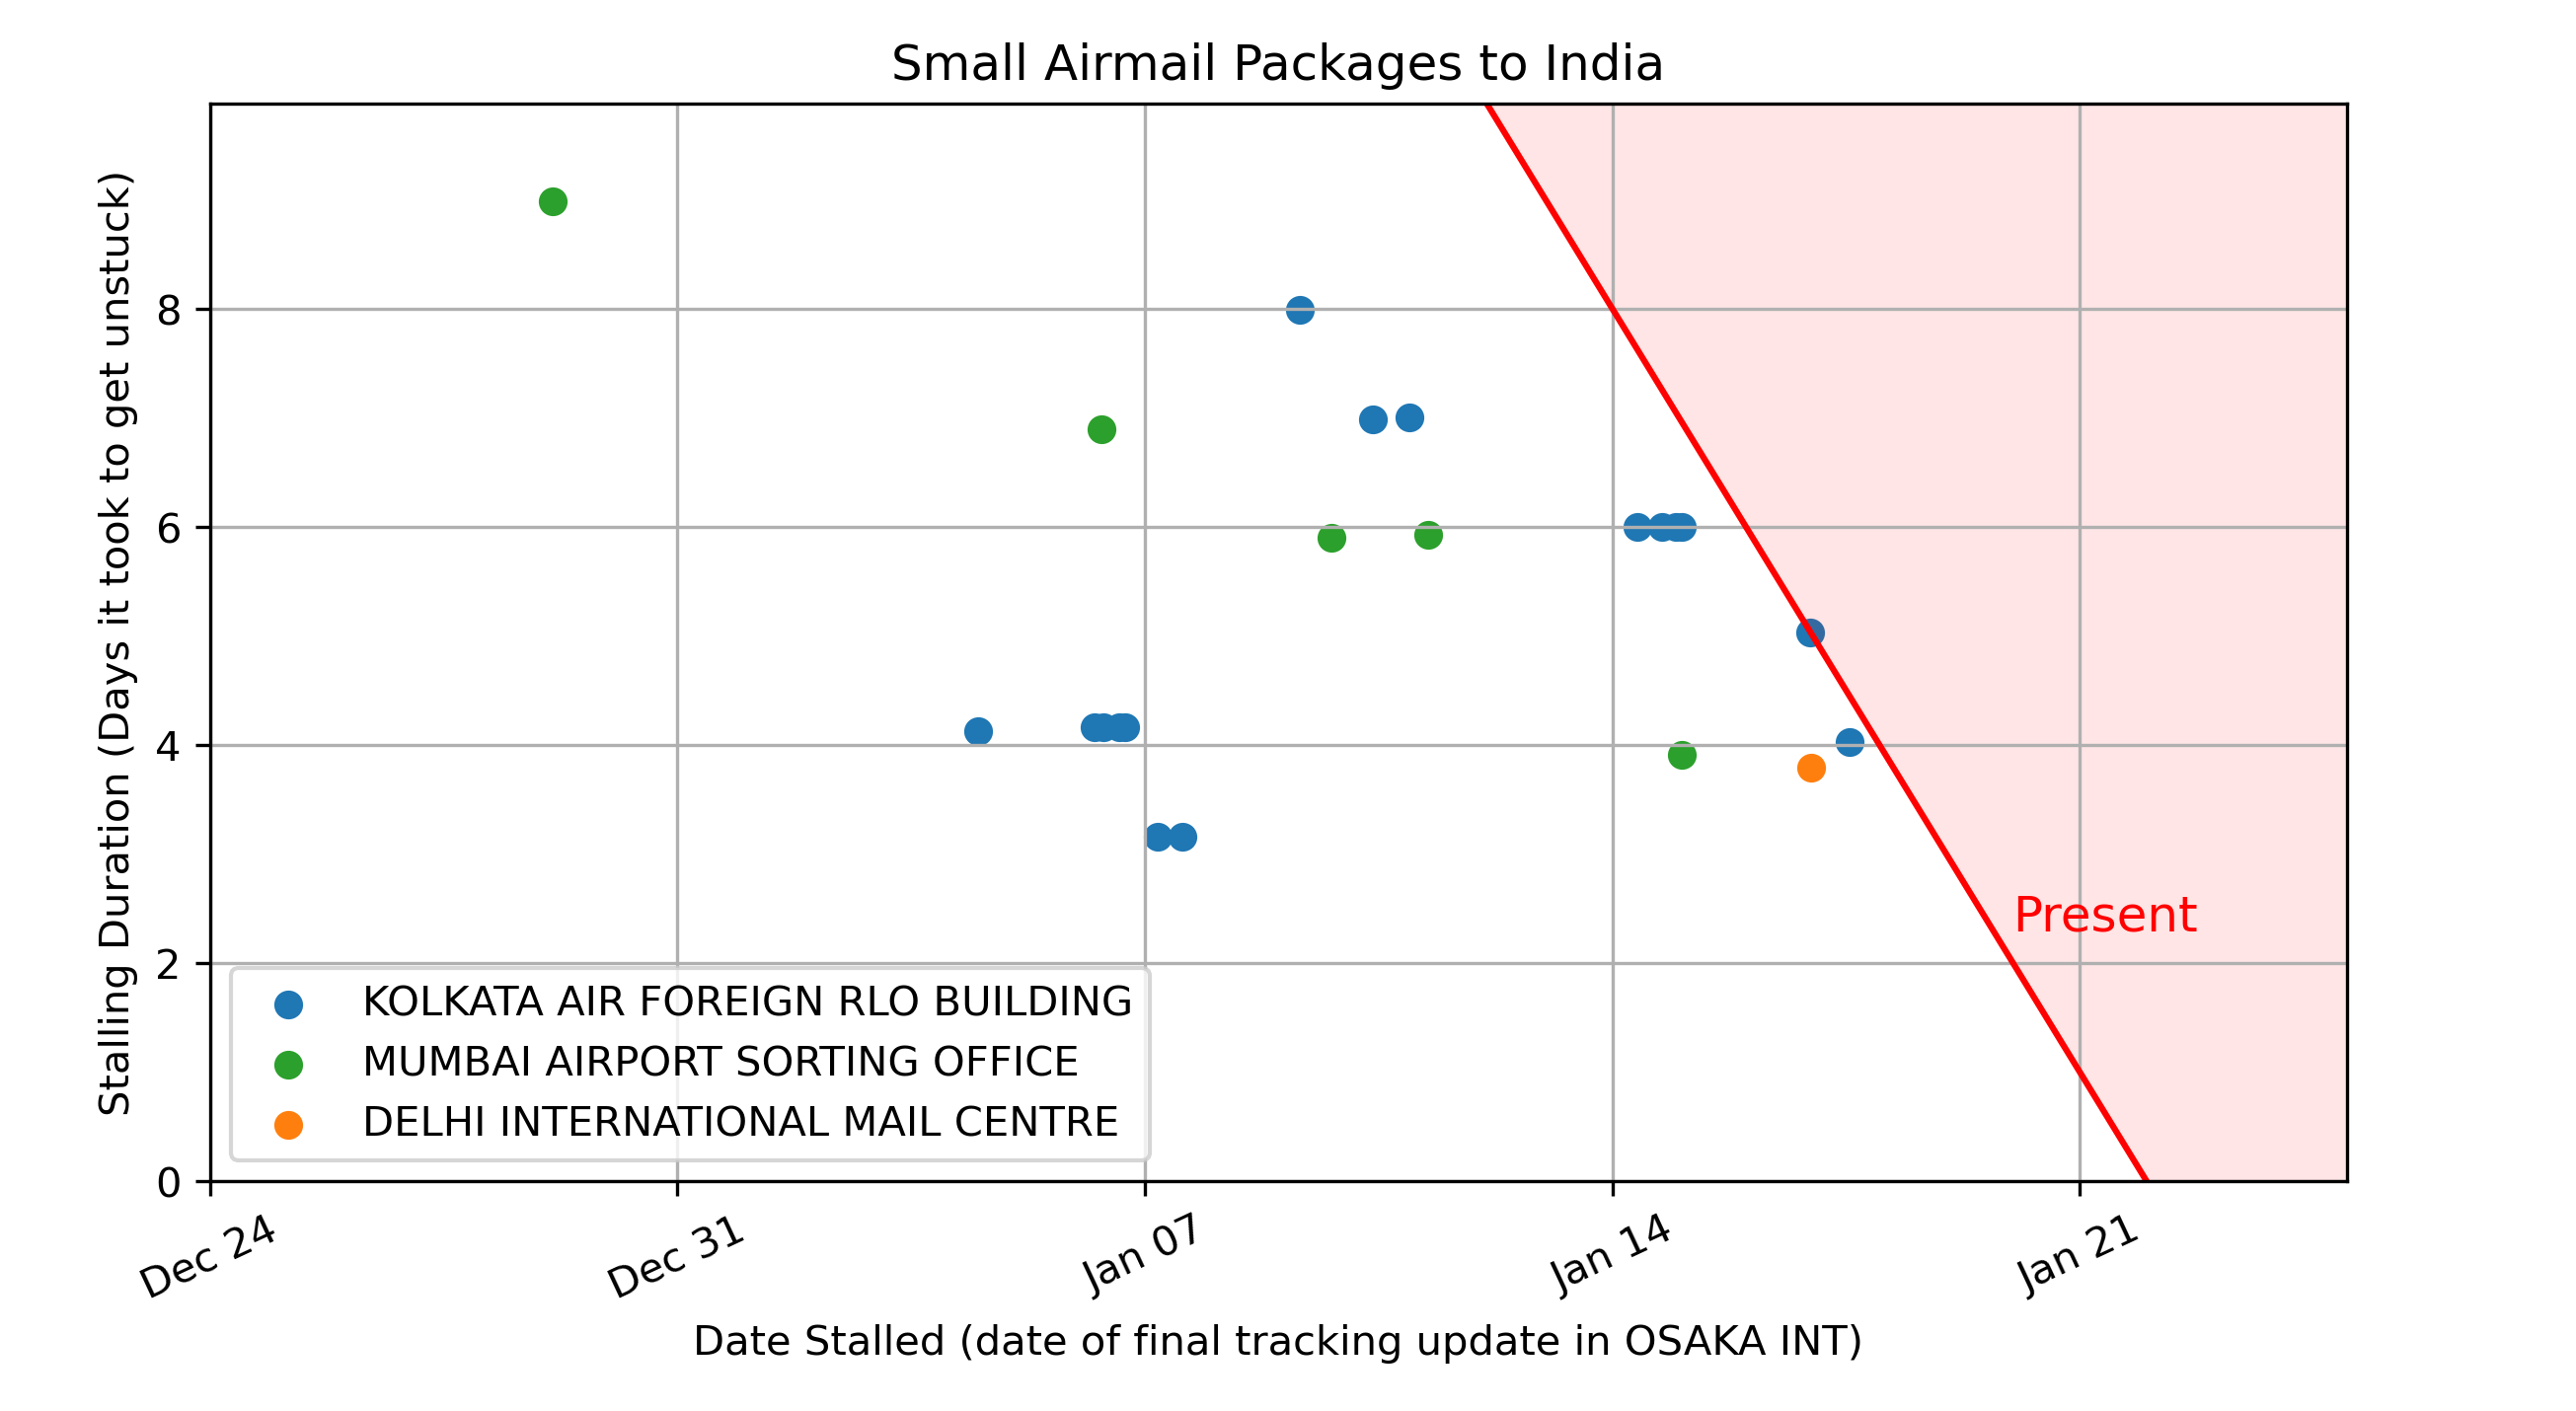 Small Airmail Packages to India
Stalling Duration (Days it took to get unstuck)
8
6
4
2
0
Present
KOLKATA AIR FOREIGN RLO BUILDING
MUMBAI AIRPORT SORTING OFFICE
DELHI INTERNATIONAL MAIL CENTRE
Dec 24
Dec 31
Jan 07
Jan 14
Jan 21
Date Stalled (date of final tracking update in OSAKA INT)